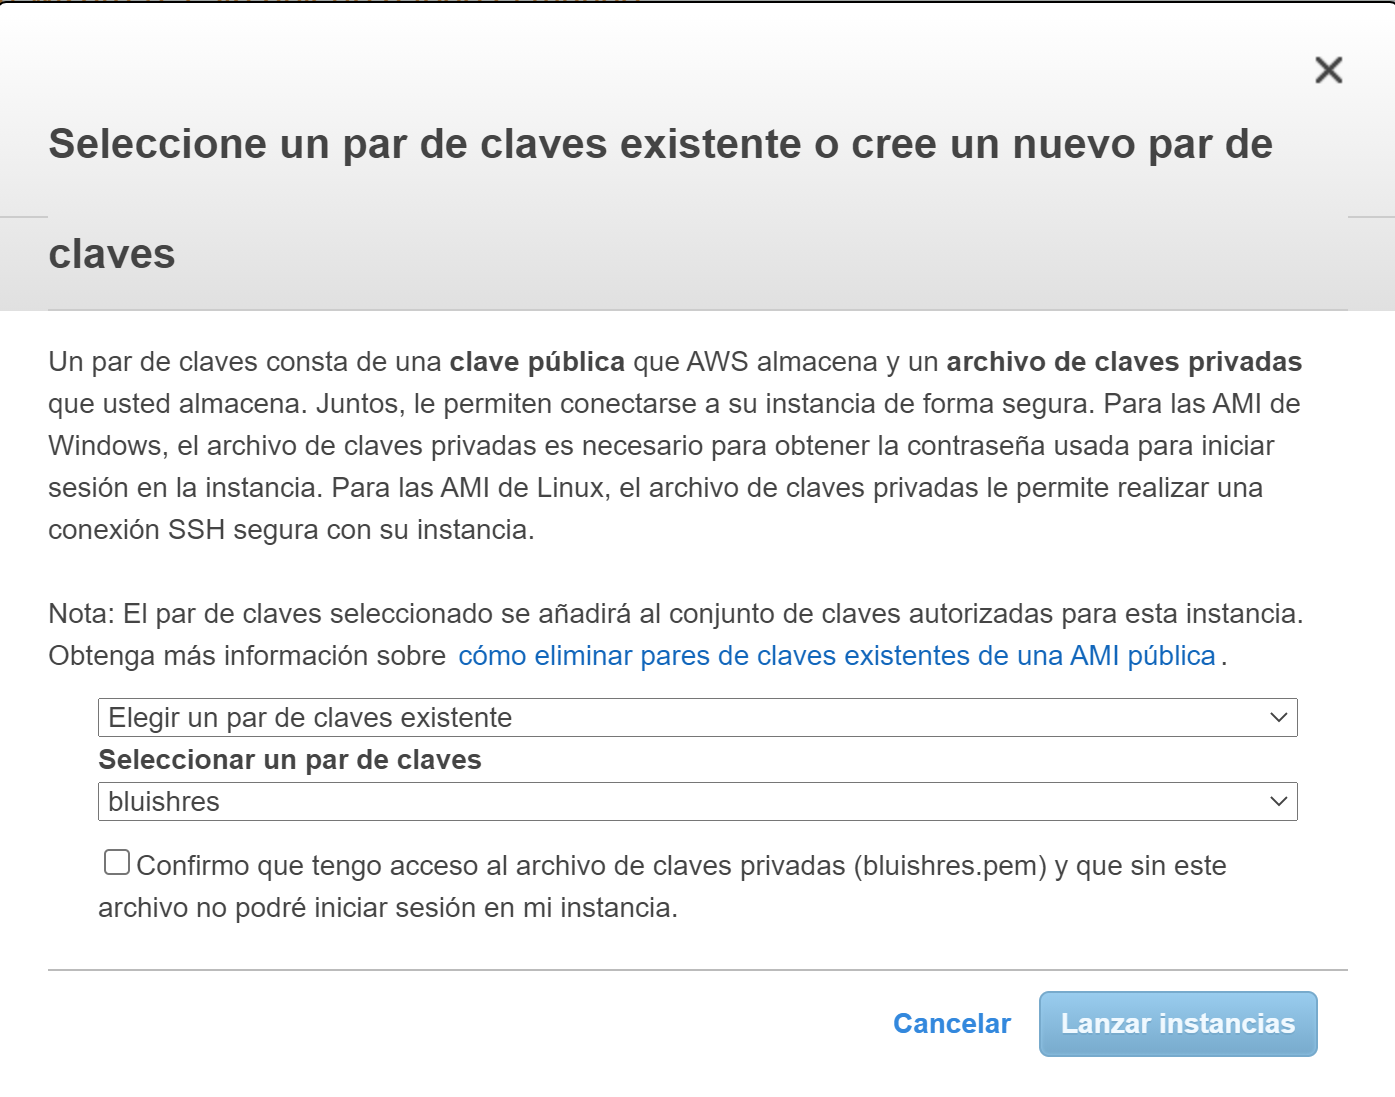 Seleccione un par de claves existente o cree un nuevo par de
claves
Un par de claves consta de una clave pública que AWS almacena y un archivo de claves privadas
que usted almacena. Juntos, le permiten conectarse a su instancia de forma segura. Para las AMI de
Windows, el archivo de claves privadas es necesario para obtener la contraseña usada para iniciar
sesión en la instancia. Para las AMI de Linux, el archivo de claves privadas le permite realizar una
conexión SSH segura con su instancia.
Nota: El par de claves seleccionado se añadirá al conjunto de claves autorizadas para esta instancia.
Obtenga más información sobre cómo eliminar pares de claves existentes de una AMI pública.
Elegir un par de claves existente
Seleccionar un par de claves
bluishres
Confirmo que tengo acceso al archivo de claves privadas (bluishres.pem) y que sin este
archivo no podré iniciar sesión en mi instancia.
Cancelar
Lanzar instancias